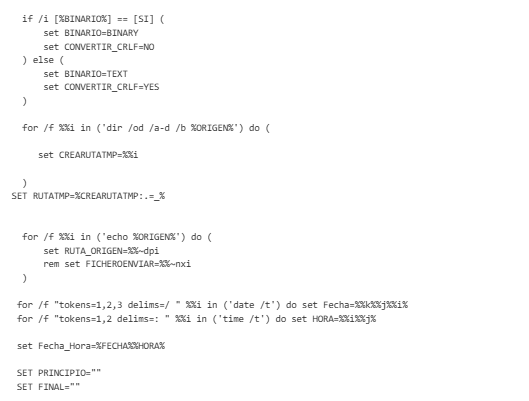 if /i [%BINARIO%] == [SI] (
set BINARIO=BINARY
set CONVERTIR_CRLF=NO
) else (
set BINARIO=TEXT
set CONVERTIR_CRLF=YES
)
for /f %%i in ('dir /od /a-d /b %ORIGEN%') do (
set CREARUTATMP=%%i
)
SET RUTATMP=%CREARUTATMP:.=_%
for /f %%i in ('echo %ORIGEN%') do (
set RUTA_ORIGEN=%%~dpi
rem set FICHEROENVIAR=%%~nxi
)
for /f "tokens=1,2,3 delims=/ " %%i in ('date /t') do set Fecha=%%k%%j%%i%
for /f "tokens=1,2 delims=: " %%i in ('time /t') do set HORA=%%i%%j%
set Fecha_Hora=%FECHA%%HORA%
SET PRINCIPIO=""
SET FINAL=""